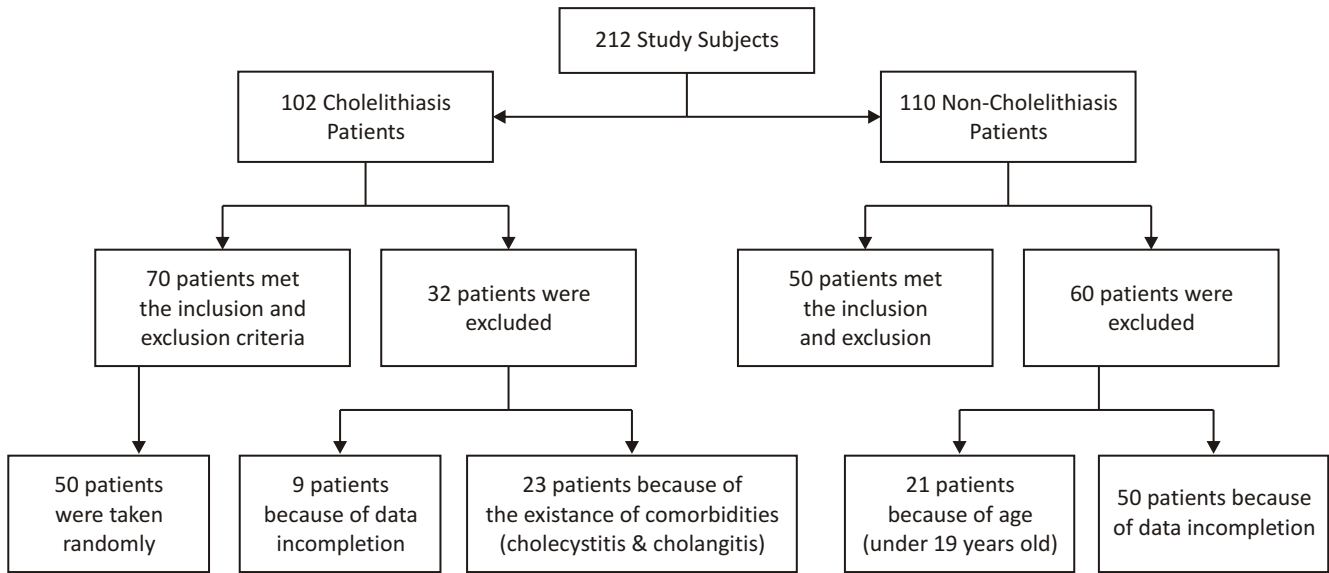 212 Study Subjects
102 Cholelithiasis
Patients
110 Non-Cholelithiasis
Patients
70 patients met
the inclusion and
exclusion criteria
32 patients were
excluded
50 patients met
the inclusion
and exclusion
60 patients were
excluded
50 patients
were taken
randomly
9 patients
because of data
incompletion
23 patients because of
the existance of comorbidities
(cholecystitis & cholangitis)
21 patients
because of age
(under 19 years old)
50 patients because
of data incompletion